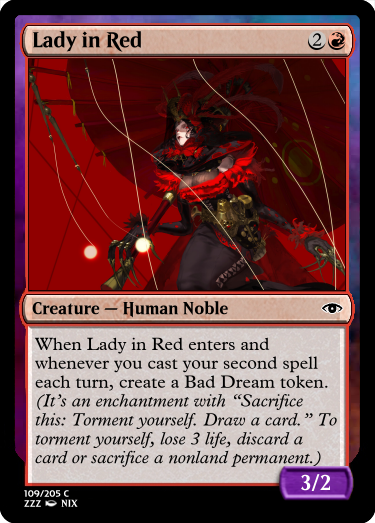 Lady in Red 2
Creature — Human Noble
When Lady in Red enters and
whenever you cast your second spell
each turn, create a Bad Dream token.
(It's an enchantment with “Sacrifice
this: Torment yourself. Draw a card.” To
torment yourself, lose 3 life, discard a
card or sacrifice a nonland permanent.)
3/2
109/205 C
ZZZ NIX